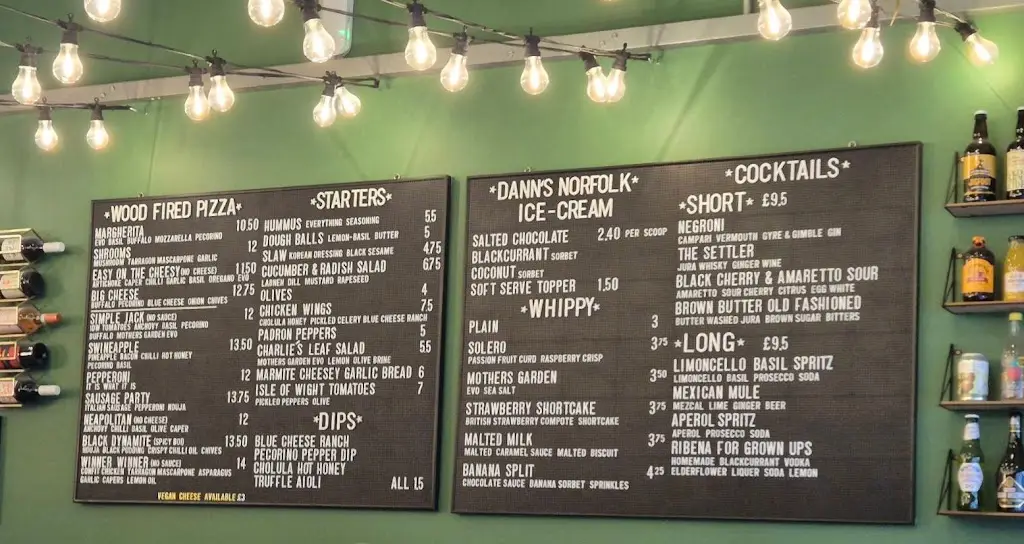 *WOOD FIRED PIZZA*
MARGHERITA 10.50
EVO BASIL BUFFALO MOZZARELLA PECORINO
SHROOMS 12
MUSHROOM TARRAGON MASCARPONE GARLIC
EASY ON THE CHEESY (NO CHEESE) 11.50
ARTICHOKE CAPER CHILLI GARLIC BASIL OREGANO EVO
BIG CHEESE 12.75
BUFFALO PECORINO BLUE CHEESE ONION CHIVES
SIMPLE JACK (NO SAUCE) 12
IOW TOMATOES ANCHOVY BASIL PECORINO
BUFFALO MOTHERS GARDEN EVO
SWINEAPPLE 13.50
PINEAPPLE BACON CHILLI HOT HONEY
PECORINO BASIL
PEPPERONI 12
IT IS WHAT IT IS
SAUSAGE PARTY 13.75
ITALIAN SAUSAGE PEPPERONI NDUJA
NEAPOLITAN (NO CHEESE) 12
ANCHOVY CHILLI BASIL OLIVE CAPER
BLACK DYNAMITE (SPICY BOI) 13.50
NDUJA BLACK PUDDING CRISPY CHILLI OIL CHIVES
WINNER WINNER (NO SAUCE) 14
CONFIT CHICKEN TARRAGON MASCARPONE ASPARAGUS
GARLIC CAPERS LEMON OIL
VEGAN CHEESE AVAILABLE £3
*STARTERS*
HUMMUS EVERYTHING SEASONING 5.5
DOUGH BALLS LEMON-BASIL BUTTER 5
SLAW KOREAN DRESSING BLACK SESAME 4.75
CUCUMBER & RADISH SALAD 6.75
LABNEH DILL MUSTARD RAPESEED
OLIVES 4
CHICKEN WINGS 7.5
CHOLULA HONEY PICKLED CELERY BLUE CHEESE RANCH
PADRON PEPPERS 5
CHARLIE'S LEAF SALAD 5.5
MOTHERS GARDEN EVO LEMON OLIVE BRINE
MARMITE CHEESEY GARLIC BREAD 6
ISLE OF WIGHT TOMATOES 7
PICKLED PEPPERS OLIVE
*DIPS*
BLUE CHEESE RANCH
PECORINO PEPPER DIP
CHOLULA HOT HONEY
TRUFFLE AIOLI ALL 1.5
*DANN'S NORFOLK*
ICE-CREAM
SALTED CHOCOLATE 2.40 PER SCOOP
BLACKCURRANT SORBET
COCONUT SORBET
SOFT SERVE TOPPER 1.50
*WHIPPY*
PLAIN 3
SOLERO 3.75
PASSION FRUIT CURD RASPBERRY CRISP
MOTHERS GARDEN 3.50
EVO SEA SALT
STRAWBERRY SHORTCAKE 3.75
BRITISH STRAWBERRY COMPOTE SHORTCAKE
MALTED MILK 3.75
MALTED CARAMEL SAUCE MALTED BISCUIT
BANANA SPLIT 4.25
CHOCOLATE SAUCE BANANA SORBET SPRINKLES
*COCKTAILS*
*SHORT* £9.5
NEGRONI
CAMPARI VERMOUTH GYRE & GIMBLE GIN
THE SETTLER
JURA WHISKY GINGER WINE
BLACK CHERRY & AMARETTO SOUR
AMARETTO SOUR CHERRY CITRUS EGG WHITE
BROWN BUTTER OLD FASHIONED
BUTTER WASHED JURA BROWN SUGAR BITTERS
*LONG* £9.5
LIMONCELLO BASIL SPRITZ
LIMONCELLO BASIL PROSECCO SODA
MEXICAN MULE
MEZCAL LIME GINGER BEER
APEROL SPRITZ
APEROL PROSECCO SODA
RIBENA FOR GROWN UPS
HOMEMADE BLACKCURRANT VODKA
ELDERFLOWER LIQUER SODA LEMON